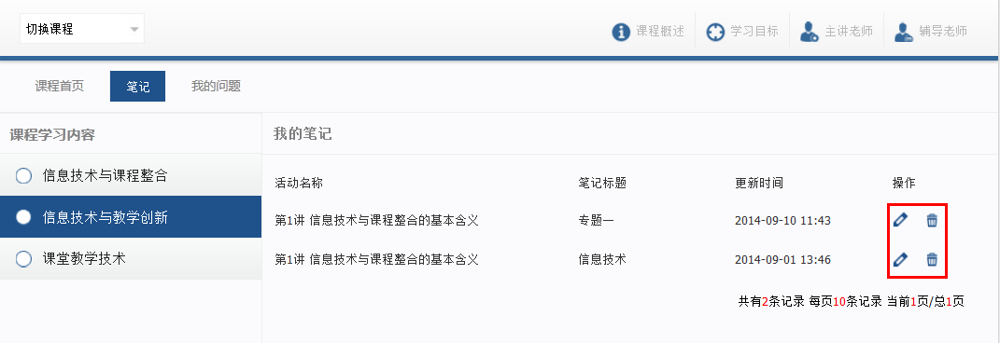 切换课程
课程概述 学习目标 主讲老师 辅导老师
课程首页 笔记 我的问题
课程学习内容
信息技术与课程整合
信息技术与教学创新
课堂教学技术
我的笔记
活动名称 笔记标题 更新时间 操作
第1讲 信息技术与课程整合的基本含义 专题一 2014-09-10 11:43
第1讲 信息技术与课程整合的基本含义 信息技术 2014-09-01 13:46
共有2条记录 每页10条记录 当前1页/总1页